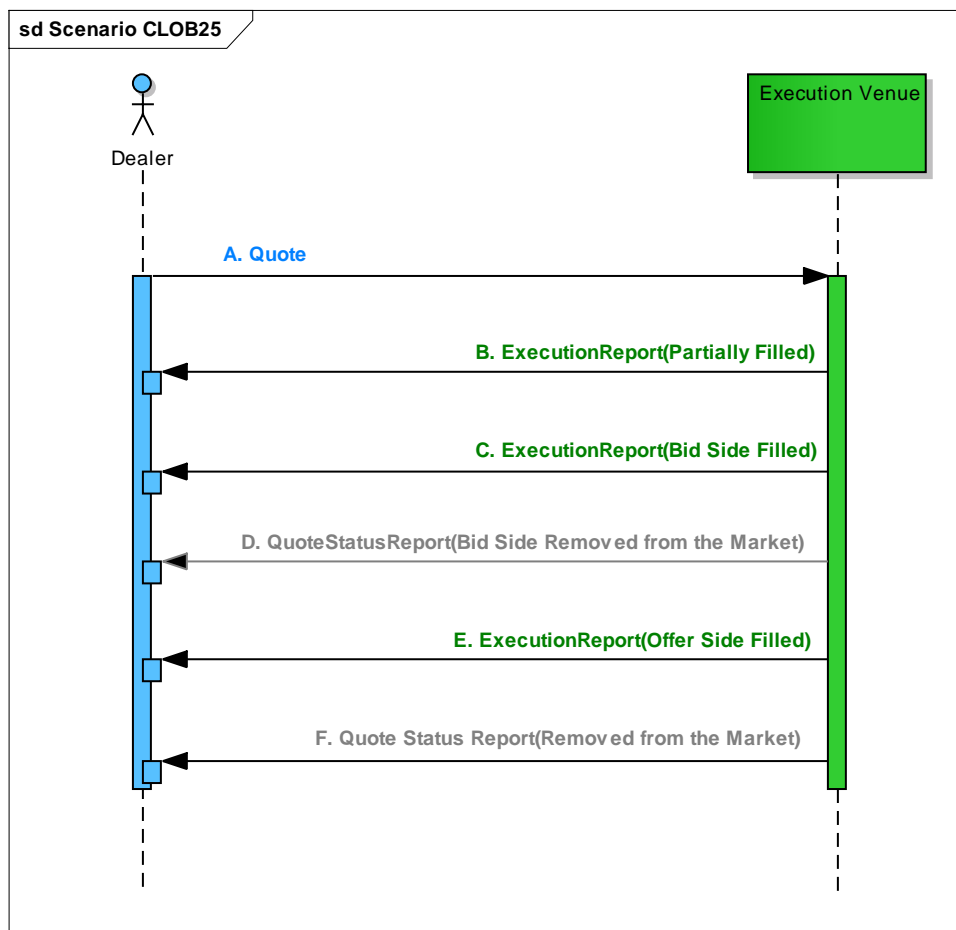 sd Scenario CLOB25
Dealer
Execution Venue
A. Quote
B. ExecutionReport(Partially Filled)
C. ExecutionReport(Bid Side Filled)
D. QuoteStatusReport(Bid Side Removed from the Market)
E. ExecutionReport(Offer Side Filled)
F. Quote Status Report(Removed from the Market)